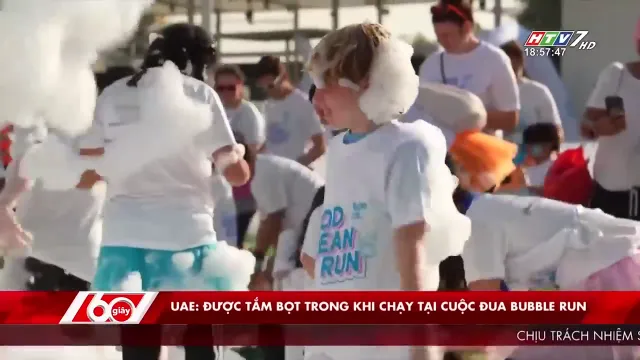 HTV7 HD
18:57:47
OD
EAN
RUN
60 giây
UAE: ĐƯỢC TẮM BỌT TRONG KHI CHẠY TẠI CUỘC ĐUA BUBBLE RUN
CHỊU TRÁCH NHIỆM S